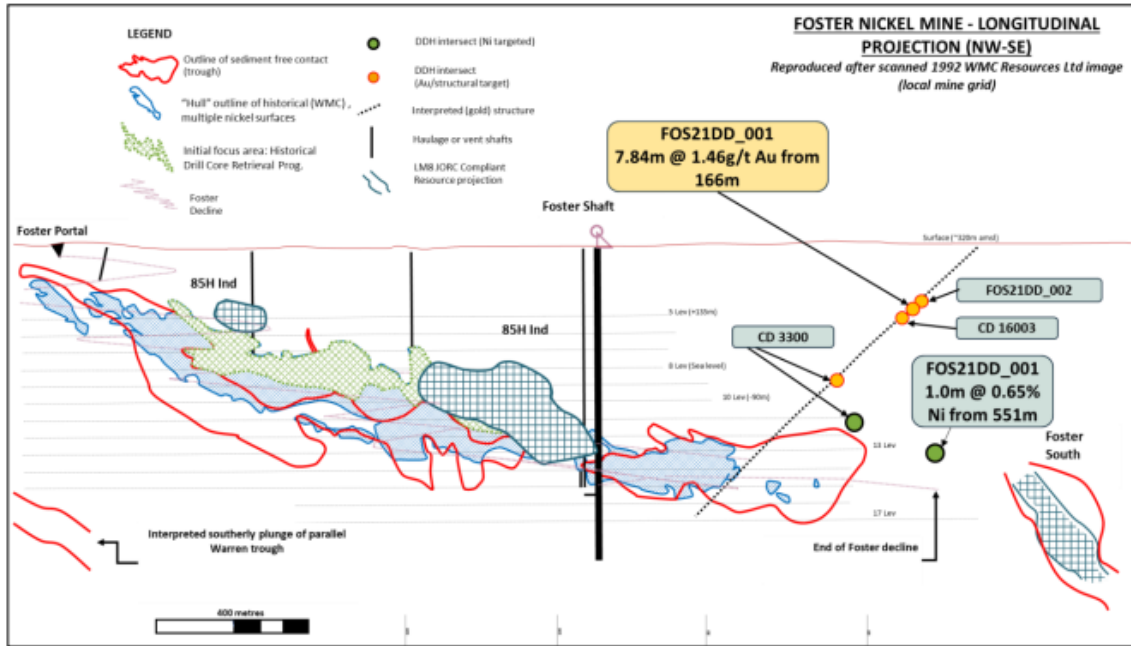 LEGEND
Outline of sediment free contact
(trough)
"Hull" outline of historical (WMC) ,
multiple nickel surfaces
Initial focus area: Historical
Drill Core Retrieval Prog.
Foster
Decline
DDH intersect (Ni targeted)
DDH intersect
(Au/structural target)
Interpreted (gold) structure
Haulage or vent shafts
LM8 JORC Compliant
Resource projection
FOSTER NICKEL MINE - LONGITUDINAL
PROJECTION (NW-SE)
Reproduced after scanned 1992 WMC Resources Ltd image
(local mine grid)
FOS21DD_001
7.84m @ 1.46g/t Au from
166m
Foster Shaft
Foster Portal
Surface (~320m amsl)
85H Ind
FOS21DD_002
5 Lev (+155m)
CD 16003
85H Ind
CD 3300
8 Lev (Sea level)
FOS21DD_001
1.0m @ 0.65%
Ni from 551m
10 Lev (-90m)
Foster
South
13 Lev
17 Lev
Interpreted southerly plunge of parallel
Warren trough
End of Foster decline
400 metres